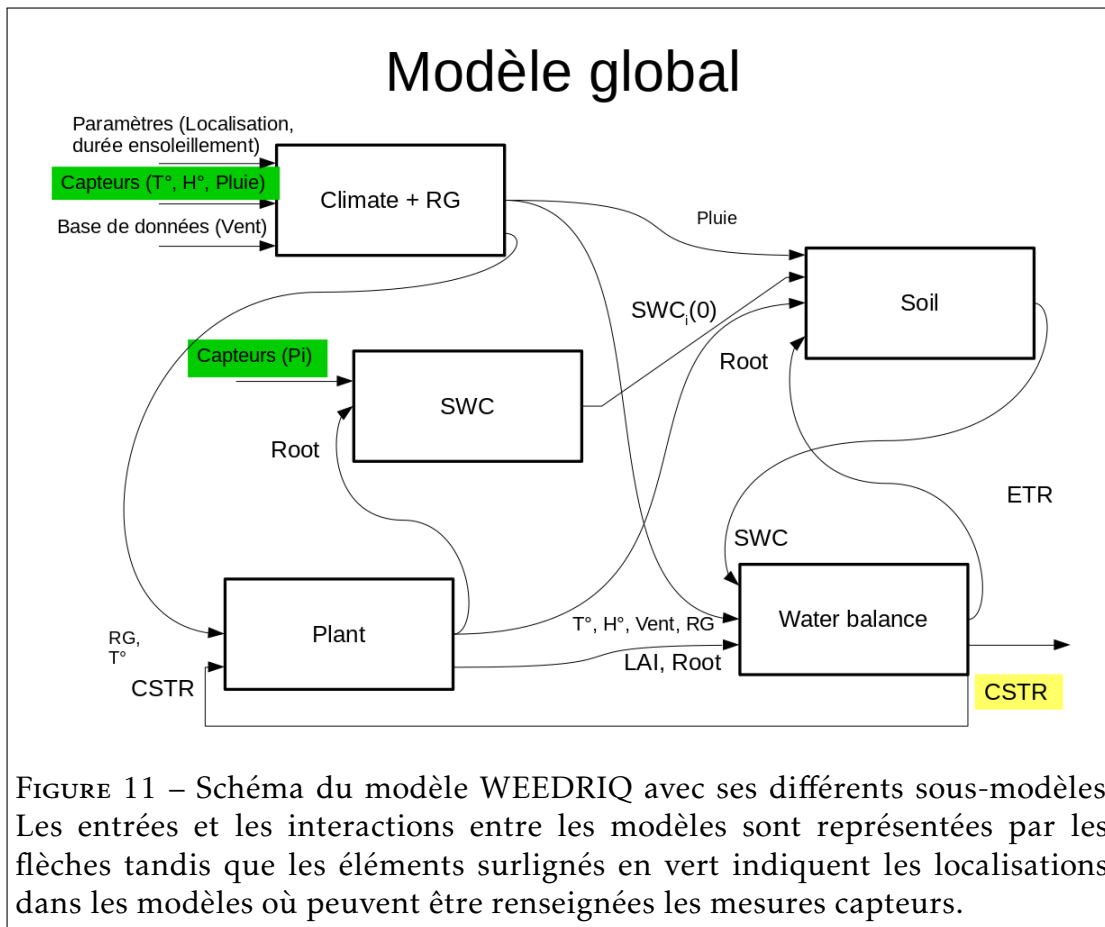 Modèle global
Paramètres (Localisation,
durée ensoleillement)
Capteurs (T°, H°, Pluie)
Base de données (Vent)
Climate + RG
Pluie
Soil
SWCi(0)
Capteurs (Pi)
SWC
Root
Root
ETR
SWC
Plant
RG,
T°
CSTR
T°, H°, Vent, RG
LAI, Root
Water balance
CSTR
FIGURE 11 – Schéma du modèle WEEDRIQ avec ses différents sous-modèles
Les entrées et les interactions entre les modèles sont représentées par les
flèches tandis que les éléments surlignés en vert indiquent les localisations
dans les modèles où peuvent être renseignées les mesures capteurs.